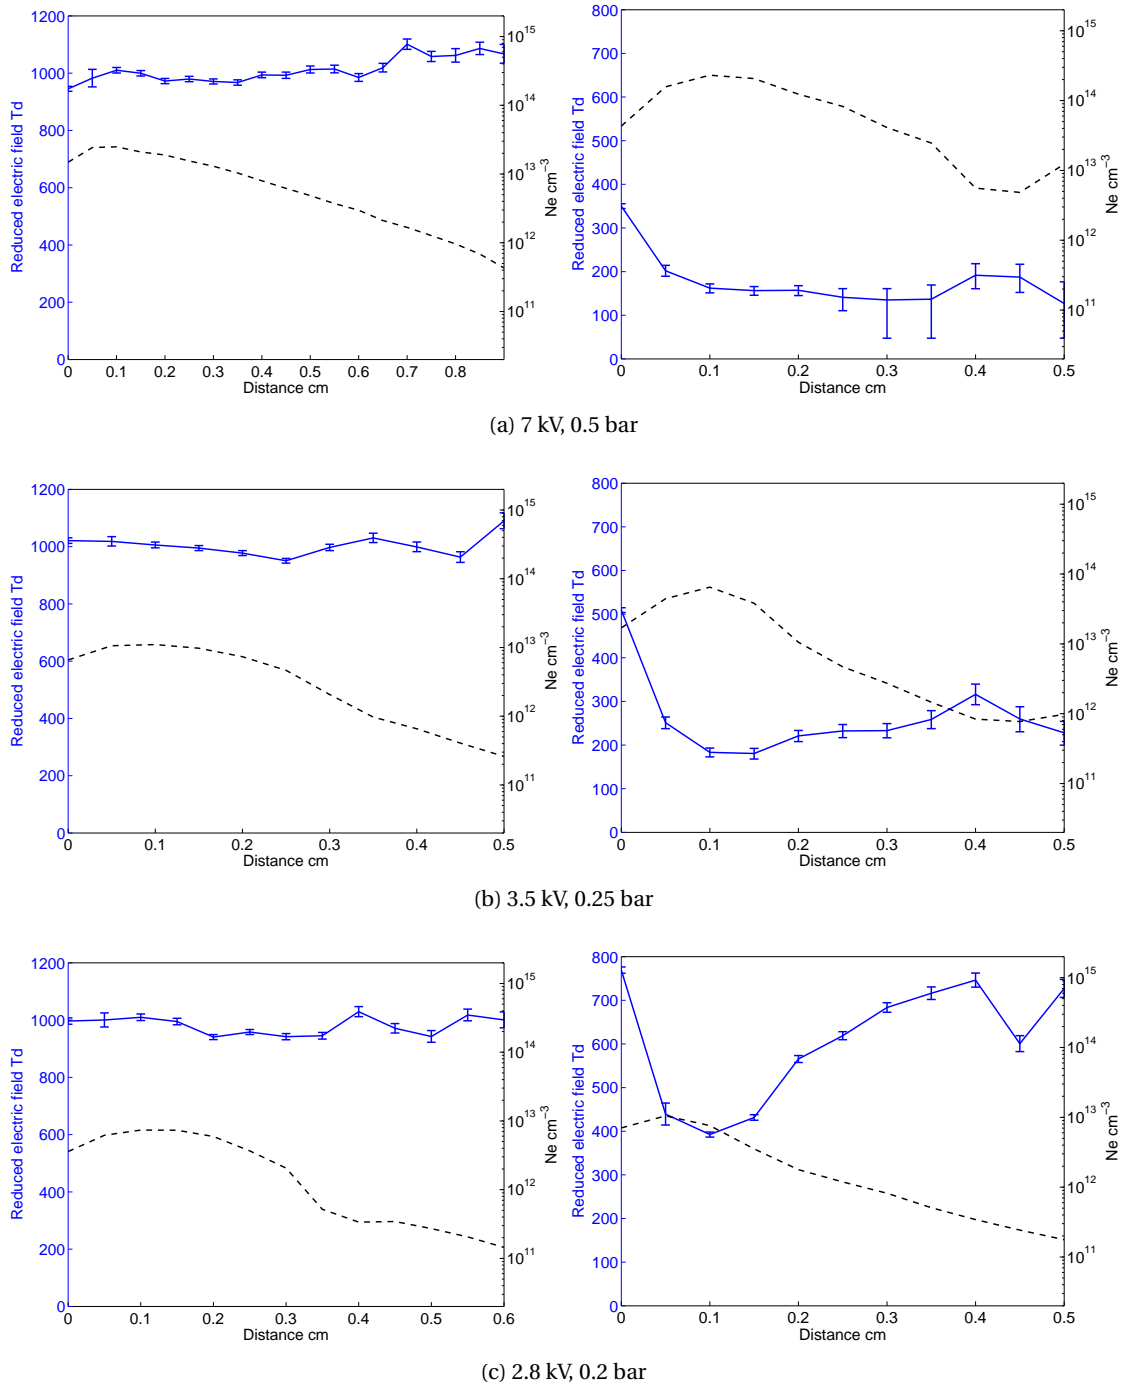 1200
1000
800
600
400
200
0
Reduced electric field Td
0 0.1 0.2 0.3 0.4 0.5 0.6 0.7 0.8
Distance cm
10^15
10^14
10^13
10^12
10^11
Ne cm^−3
800
700
600
500
400
300
200
100
0
Reduced electric field Td
0 0.1 0.2 0.3 0.4 0.5
Distance cm
10^15
10^14
10^13
10^12
10^11
Ne cm^−3
(a) 7 kV, 0.5 bar
1200
1000
800
600
400
200
0
Reduced electric field Td
0 0.1 0.2 0.3 0.4 0.5
Distance cm
10^15
10^14
10^13
10^12
10^11
Ne cm^−3
800
700
600
500
400
300
200
100
0
Reduced electric field Td
0 0.1 0.2 0.3 0.4 0.5
Distance cm
10^15
10^14
10^13
10^12
10^11
Ne cm^−3
(b) 3.5 kV, 0.25 bar
1200
1000
800
600
400
200
0
Reduced electric field Td
0 0.1 0.2 0.3 0.4 0.5 0.6
Distance cm
10^15
10^14
10^13
10^12
10^11
Ne cm^−3
800
700
600
500
400
300
200
100
0
Reduced electric field Td
0 0.1 0.2 0.3 0.4 0.5
Distance cm
10^15
10^14
10^13
10^12
10^11
Ne cm^−3
(c) 2.8 kV, 0.2 bar